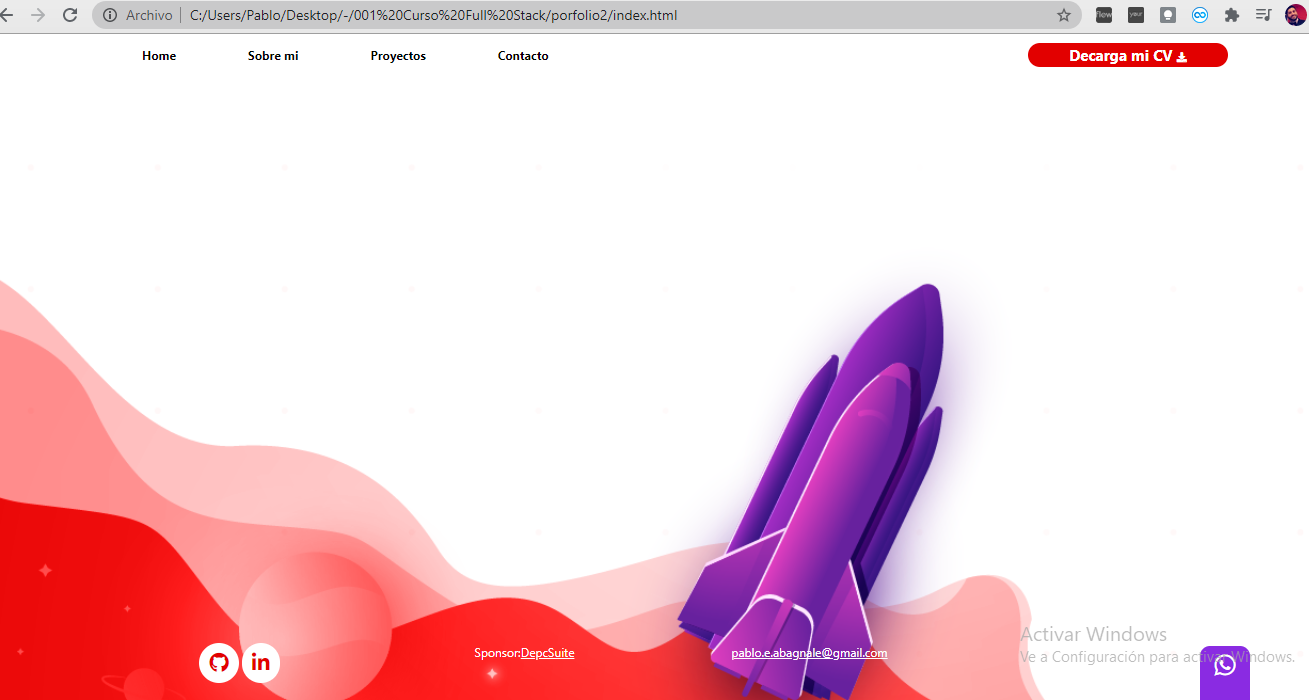 Archivo C:/Users/Pablo/Desktop/-/001%20Curso%20Full%20Stack/porfolio2/index.html
Home Sobre mi Proyectos Contacto Decarga mi CV
Activar Windows
Sponsor:DepcSuite pablo.e.abagnale@gmail.com Ve a Configuración para activar Windows.
in